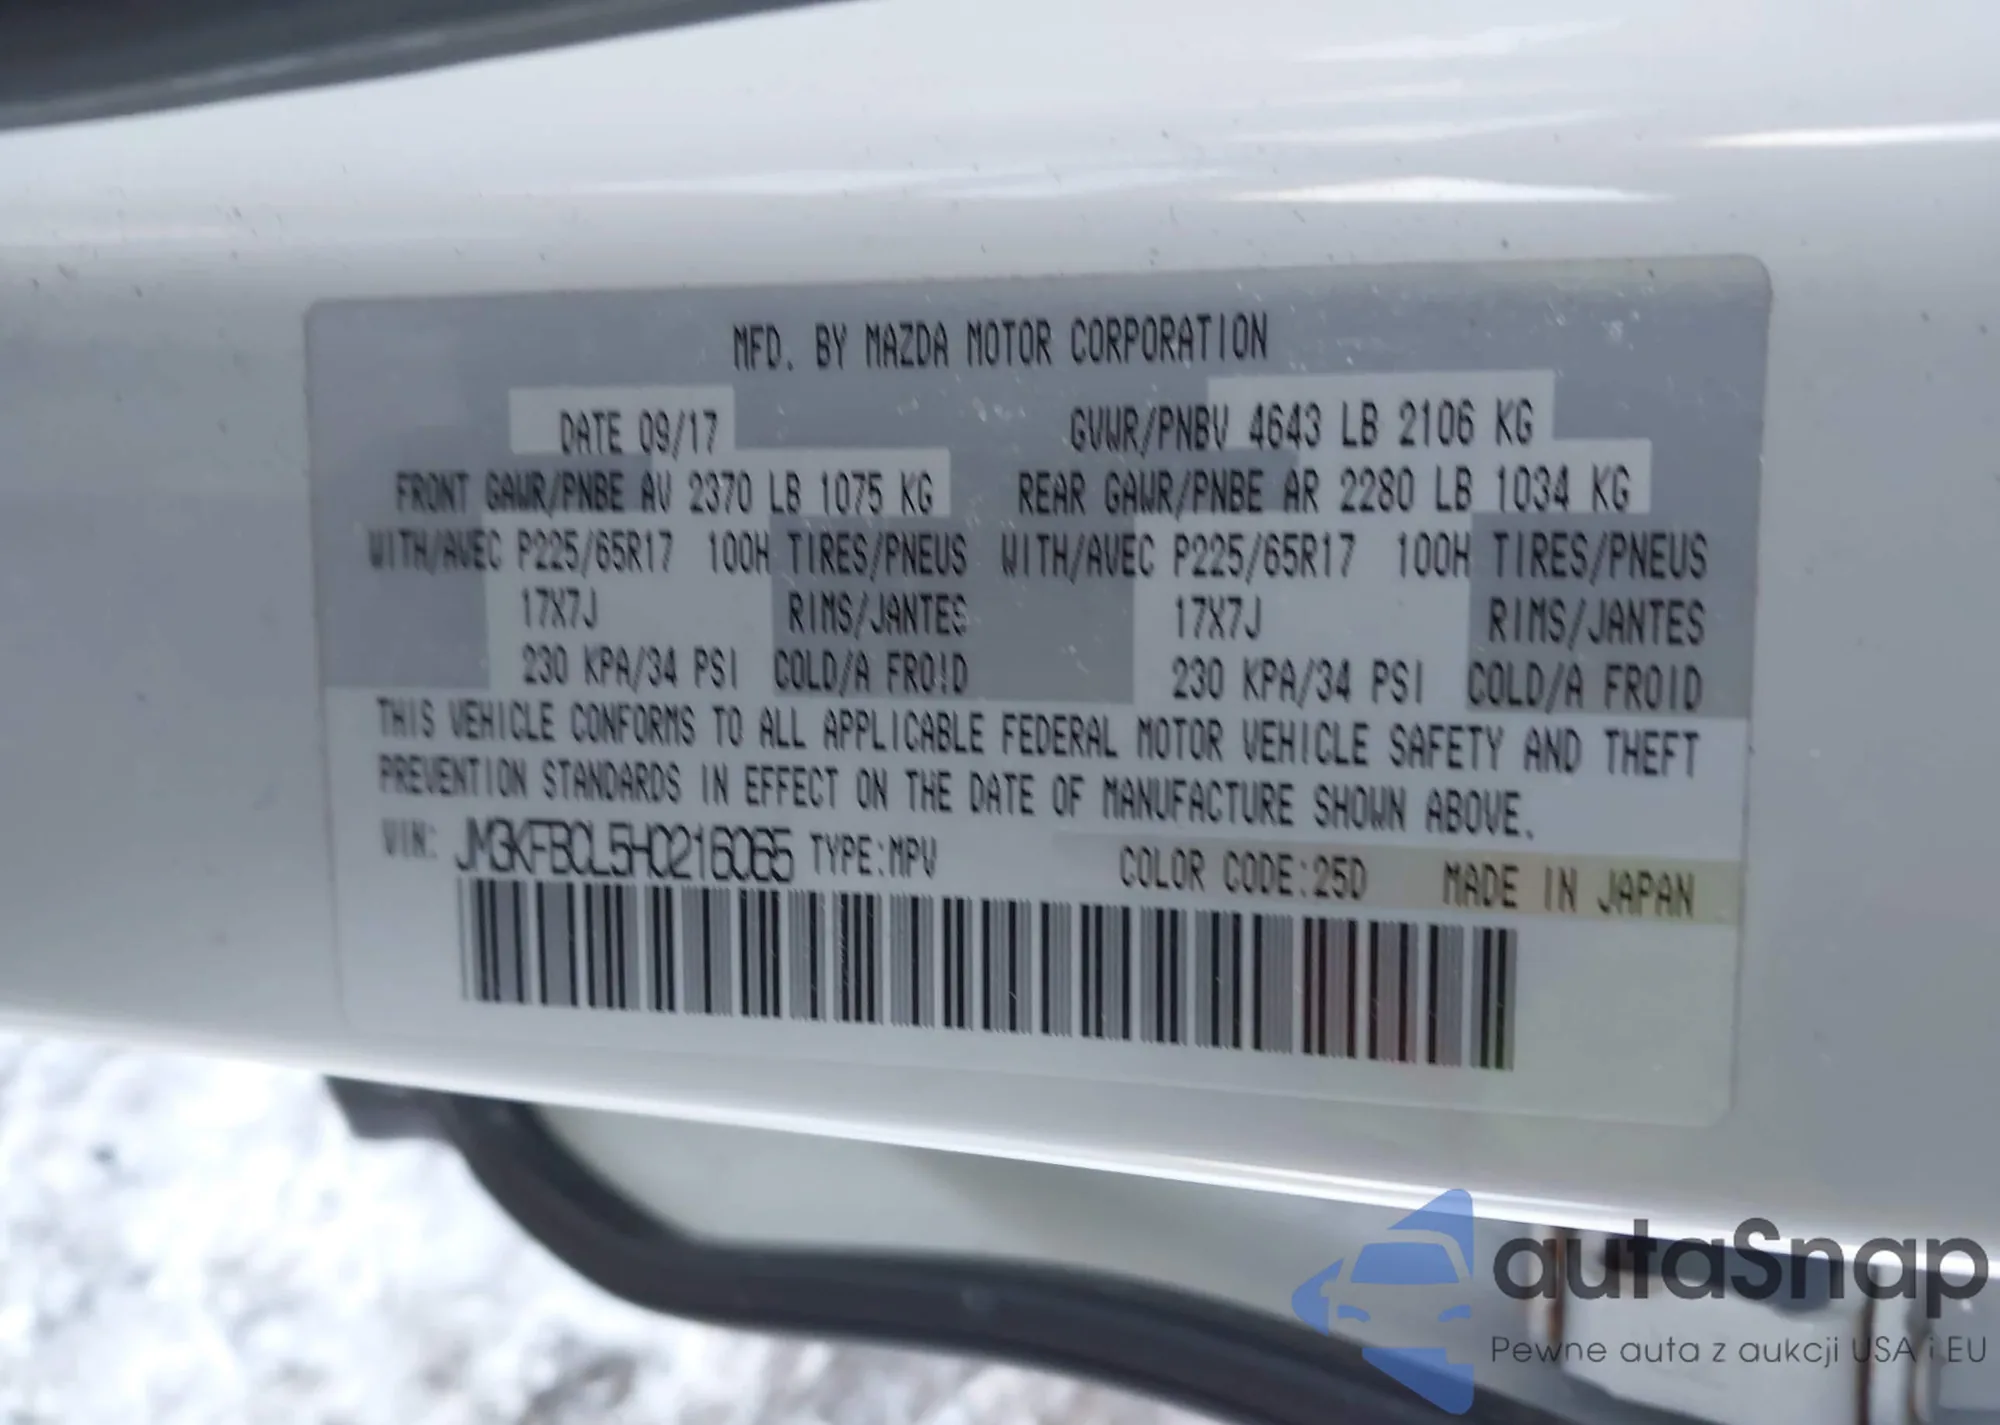 MFD. BY MAZDA MOTOR CORPORATION
DATE 09/17 GVWR/PNBV 4643 LB 2106 KG
FRONT GAWR/PNBE AV 2370 LB 1075 KG REAR GAWR/PNBE AR 2280 LB 1034 KG
WITH/AVEC P225/65R17 100H TIRES/PNEUS WITH/AVEC P225/65R17 100H TIRES/PNEUS
17X7J RIMS/JANTES 17X7J RIMS/JANTES
230 KPA/34 PSI COLD/A FROID 230 KPA/34 PSI COLD/A FROID
THIS VEHICLE CONFORMS TO ALL APPLICABLE FEDERAL MOTOR VEHICLE SAFETY AND THEFT
PREVENTION STANDARDS IN EFFECT ON THE DATE OF MANUFACTURE SHOWN ABOVE.
VIN: JM3KFBCL5H0216065 TYPE:MPV COLOR CODE:25D MADE IN JAPAN
autaSnap
Pewne auta z aukcji USA i EU